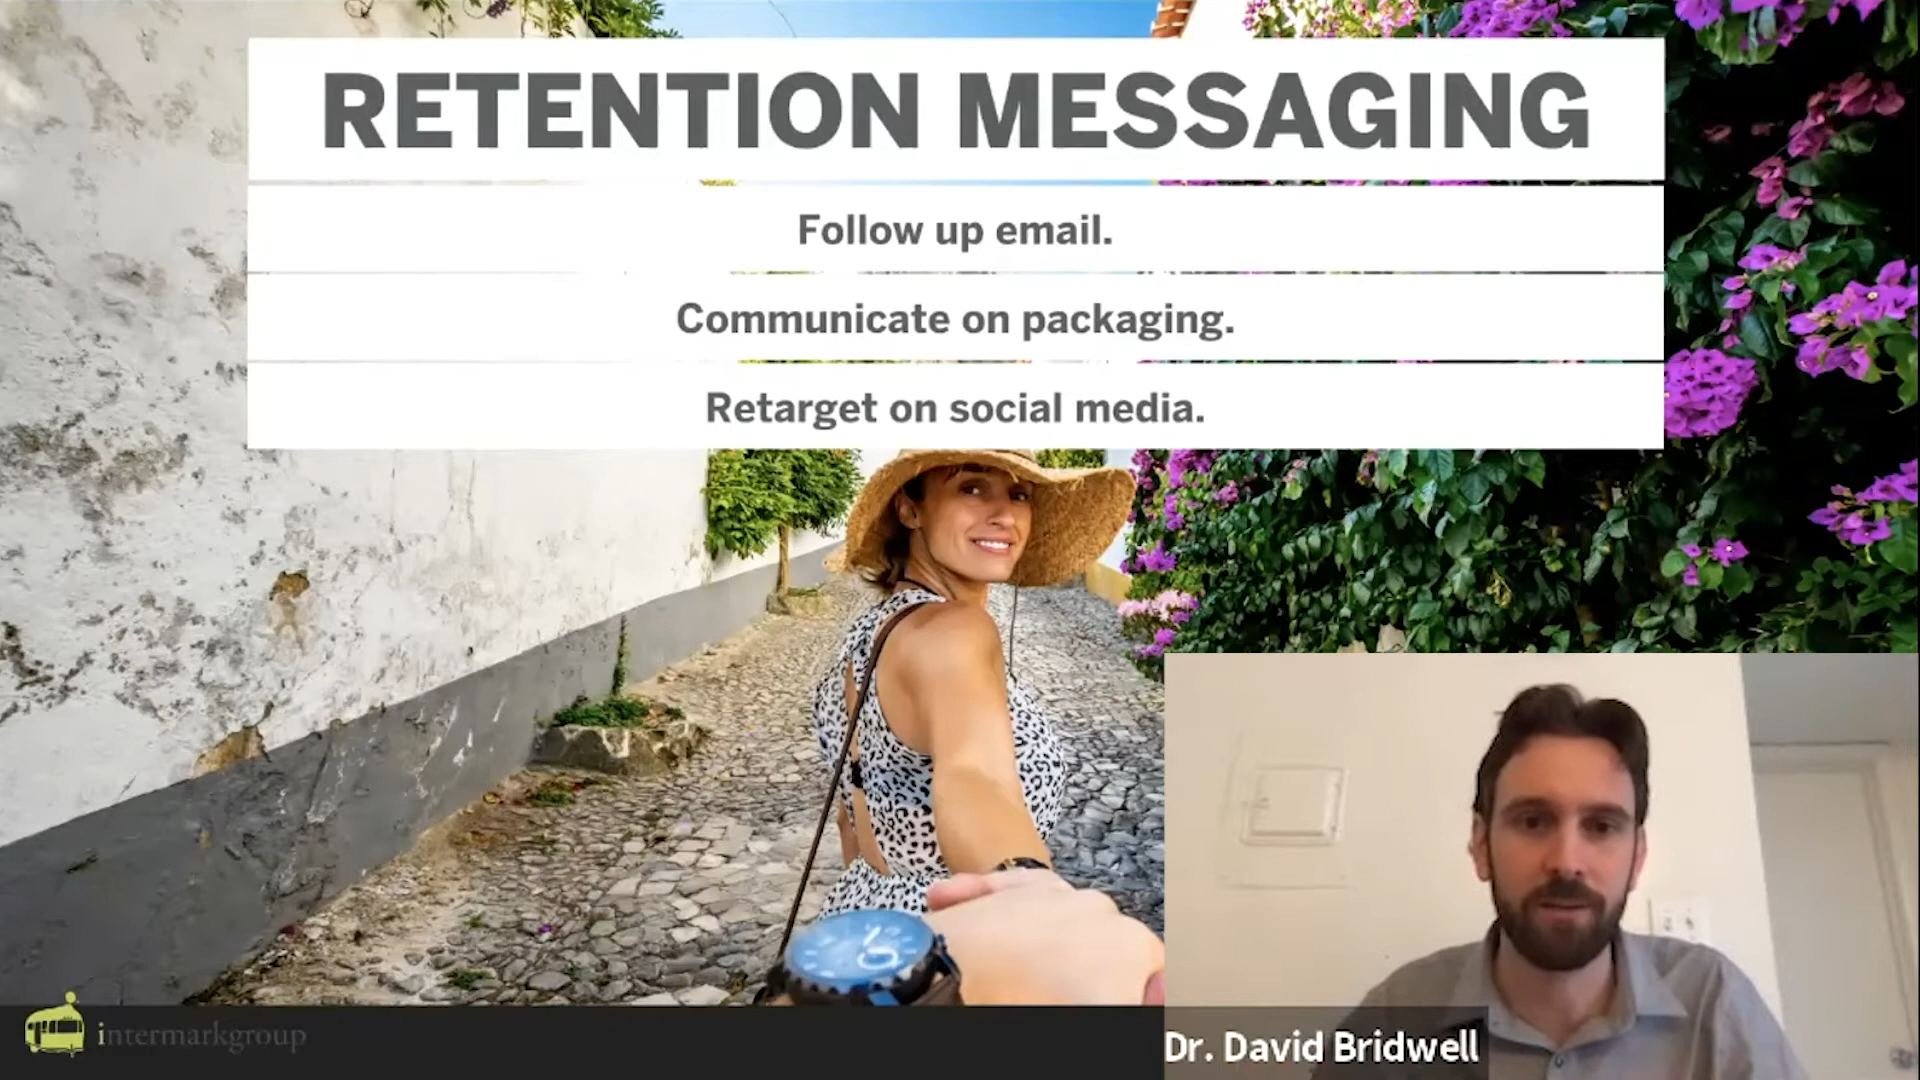 RETENTION MESSAGING
Follow up email.
Communicate on packaging.
Retarget on social media.
intermarkgroup
Dr. David Bridwell